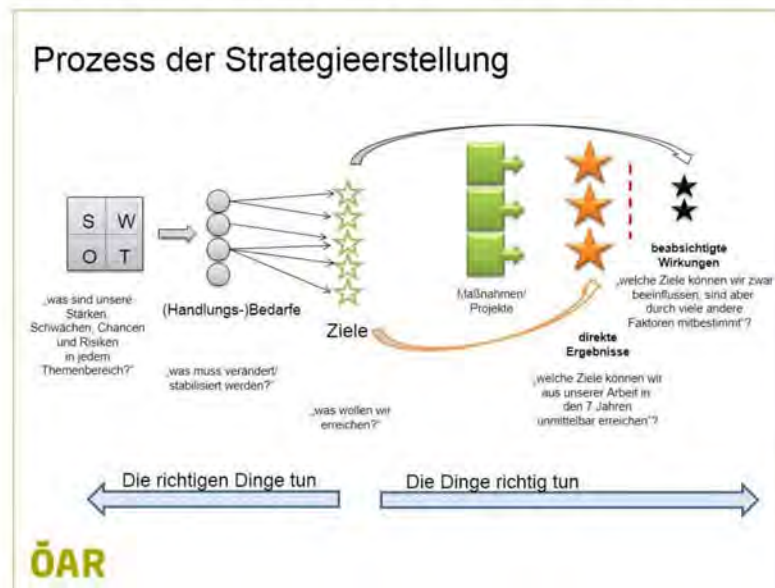 Prozess der Strategieerstellung
S W
O T
„was sind unsere
Stärken,
Schwächen, Chancen
und Risiken
in jedem
Themenbereich?“
(Handlungs-)Bedarfe
„was muss verändert/
stabilisiert werden?“
Ziele
„was wollen wir
erreichen?“
Maßnahmen/
Projekte
direkte
Ergebnisse
„welche Ziele können wir
aus unserer Arbeit in
den 7 Jahren
unmittelbar erreichen“?
beabsichtigte
Wirkungen
„welche Ziele können wir zwar
beeinflussen, sind aber
durch viele andere
Faktoren mitbestimmt“?
Die richtigen Dinge tun
Die Dinge richtig tun
ÖAR